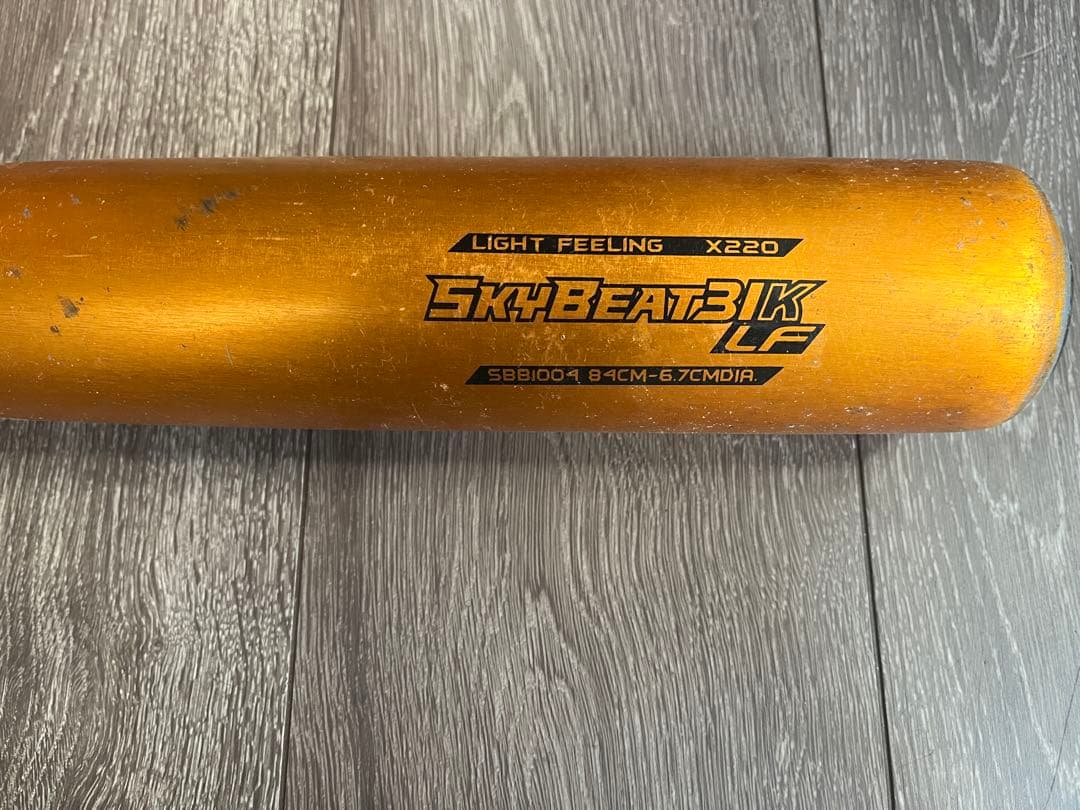 LIGHT FEELING X220
SKYBEAT31K
LF
SBB1004 84CM-6.7CMDIA.